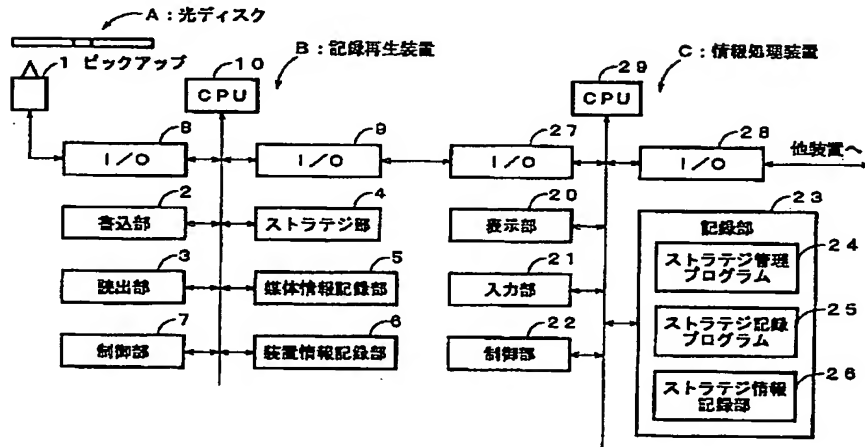 A:光ディスク
1 ピックアップ
B:記録再生装置
10
CPU
C:情報処理装置
29
CPU
8
I/O
9
I/O
27
I/O
28
I/O
他装置へ
2
書込部
4
ストラテジ部
20
表示部
23
記録部
24
ストラテジ管理
プログラム
3
読出部
5
媒体情報記録部
21
入力部
25
ストラテジ記録
プログラム
7
制御部
6
装置情報記録部
22
制御部
26
ストラテジ情報
記録部